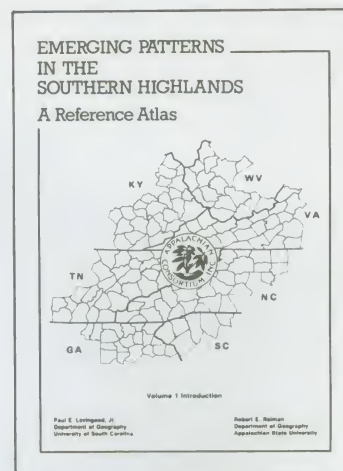 EMERGING PATTERNS
IN THE
SOUTHERN HIGHLANDS
A Reference Atlas
KY
WV
VA
APPALACHIAN CONSORTIUM INC
TN
NC
GA
SC
Volume 1 Introduction
Paul E. Lovingood, Jr.
Department of Geography
University of South Carolina
Robert E. Reiman
Department of Geography
Appalachian State University